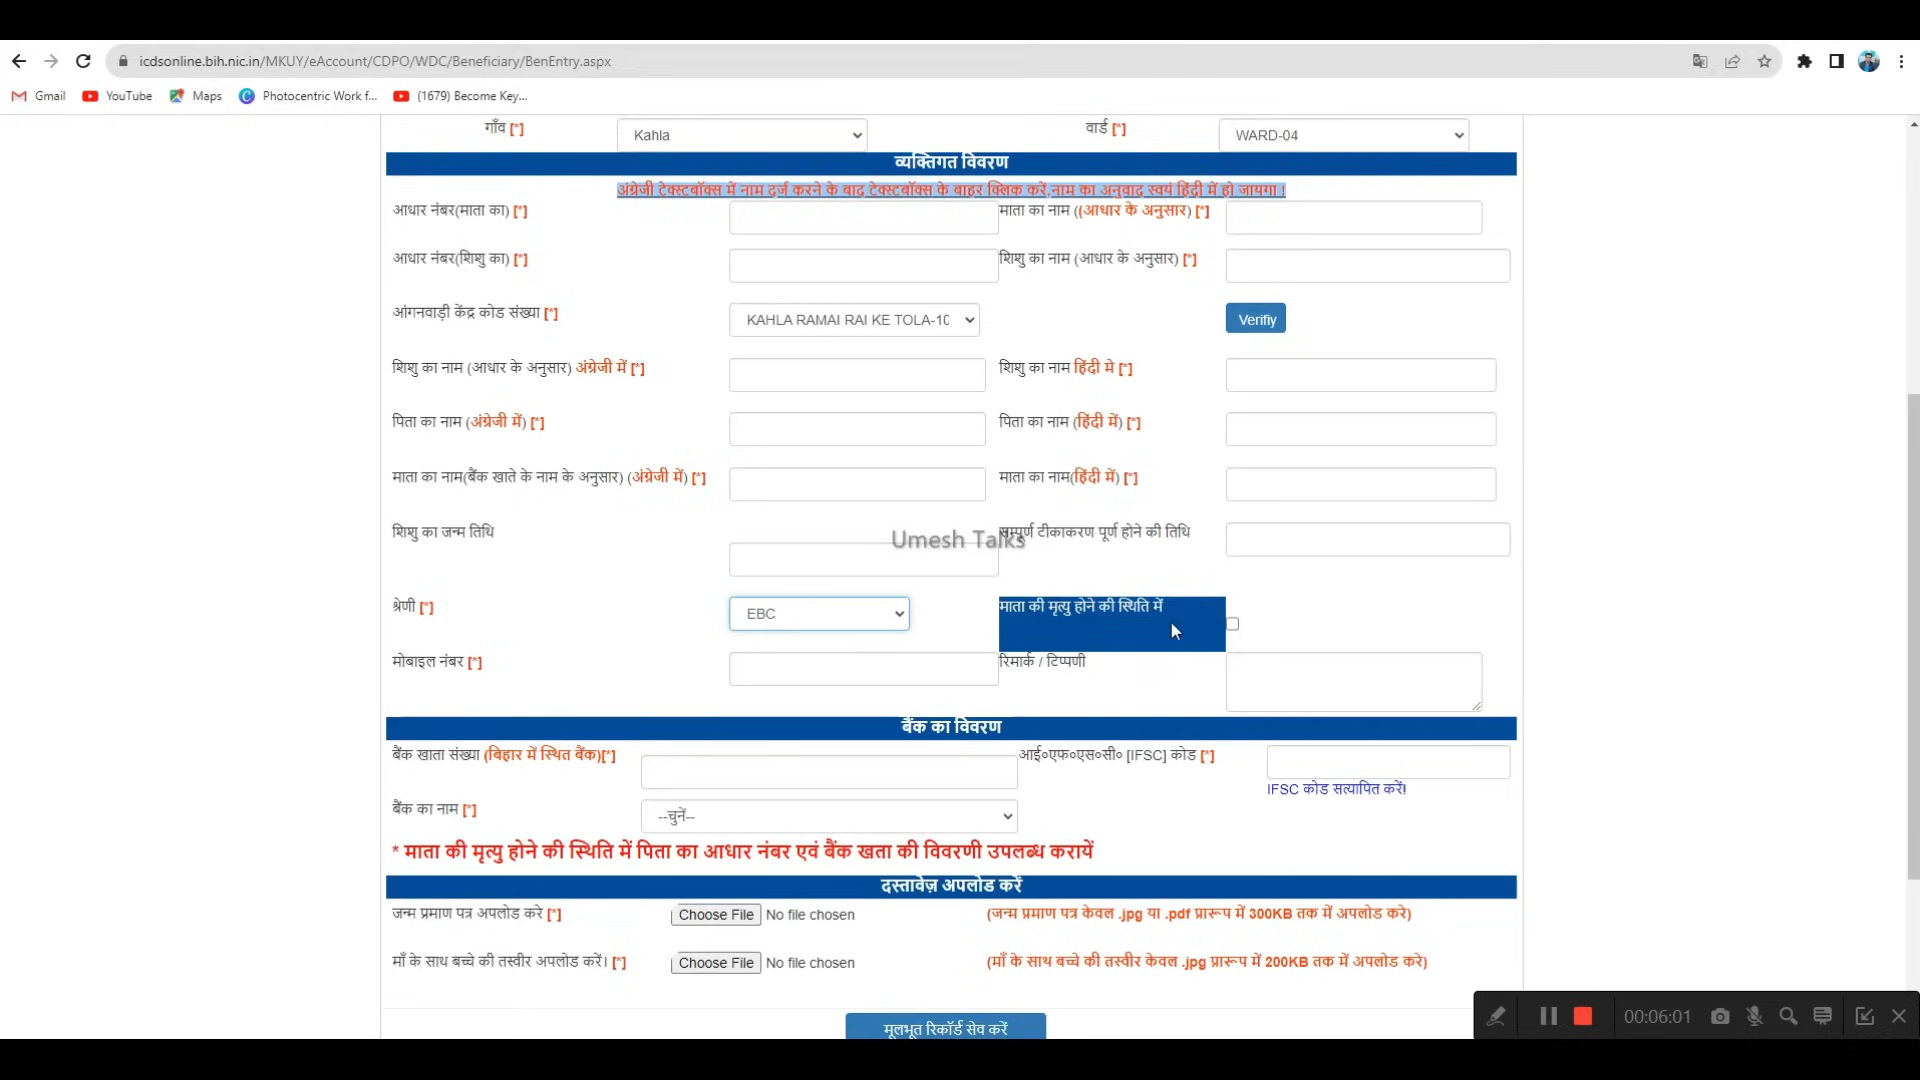 icdsonline.bih.nic.in/MKUY/eAccount/CDPO/WDC/Beneficiary/BenEntry.aspx
Gmail YouTube Maps Photocentric Work f... (1679) Become Key...
गाँव [*] Kahla वार्ड [*] WARD-04
व्यक्तिगत विवरण
अंग्रेजी टेक्स्टबॉक्स में नाम दर्ज करने के बाद टेक्स्टबॉक्स के बाहर क्लिक करें,नाम का अनुवाद स्वयं हिंदी में हो जायगा !
आधार नंबर(माता का) [*] माता का नाम ((आधार के अनुसार) [*]
आधार नंबर(शिशु का) [*] शिशु का नाम (आधार के अनुसार) [*]
आंगनवाड़ी केंद्र कोड संख्या [*] KAHLA RAMAI RAI KE TOLA-10 Verifiy
शिशु का नाम (आधार के अनुसार) अंग्रेजी में [*] शिशु का नाम हिंदी मे [*]
पिता का नाम (अंग्रेजी में) [*] पिता का नाम (हिंदी में) [*]
माता का नाम(बैंक खाते के नाम के अनुसार) (अंग्रेजी में) [*] माता का नाम(हिंदी में) [*]
शिशु का जन्म तिथि सम्पूर्ण टीकाकरण पूर्ण होने की तिथि
Umesh Talks
श्रेणी [*] EBC माता की मृत्यु होने की स्थिति में
मोबाइल नंबर [*] रिमार्क / टिप्पणी
बैंक का विवरण
बैंक खाता संख्या (बिहार में स्थित बैंक)[*] आई०एफ०एस०सी० [IFSC] कोड [*]
IFSC कोड सत्यापित करें!
बैंक का नाम [*] --चुनें--
* माता की मृत्यु होने की स्थिति में पिता का आधार नंबर एवं बैंक खता की विवरणी उपलब्ध करायें
दस्तावेज़ अपलोड करें
जन्म प्रमाण पत्र अपलोड करे [*] Choose File No file chosen (जन्म प्रमाण पत्र केवल .jpg या .pdf प्रारूप में 300KB तक में अपलोड करे)
माँ के साथ बच्चे की तस्वीर अपलोड करें। [*] Choose File No file chosen (माँ के साथ बच्चे की तस्वीर केवल .jpg प्रारूप में 200KB तक में अपलोड करे)
मूलभूत रिकॉर्ड सेव करें
00:06:01